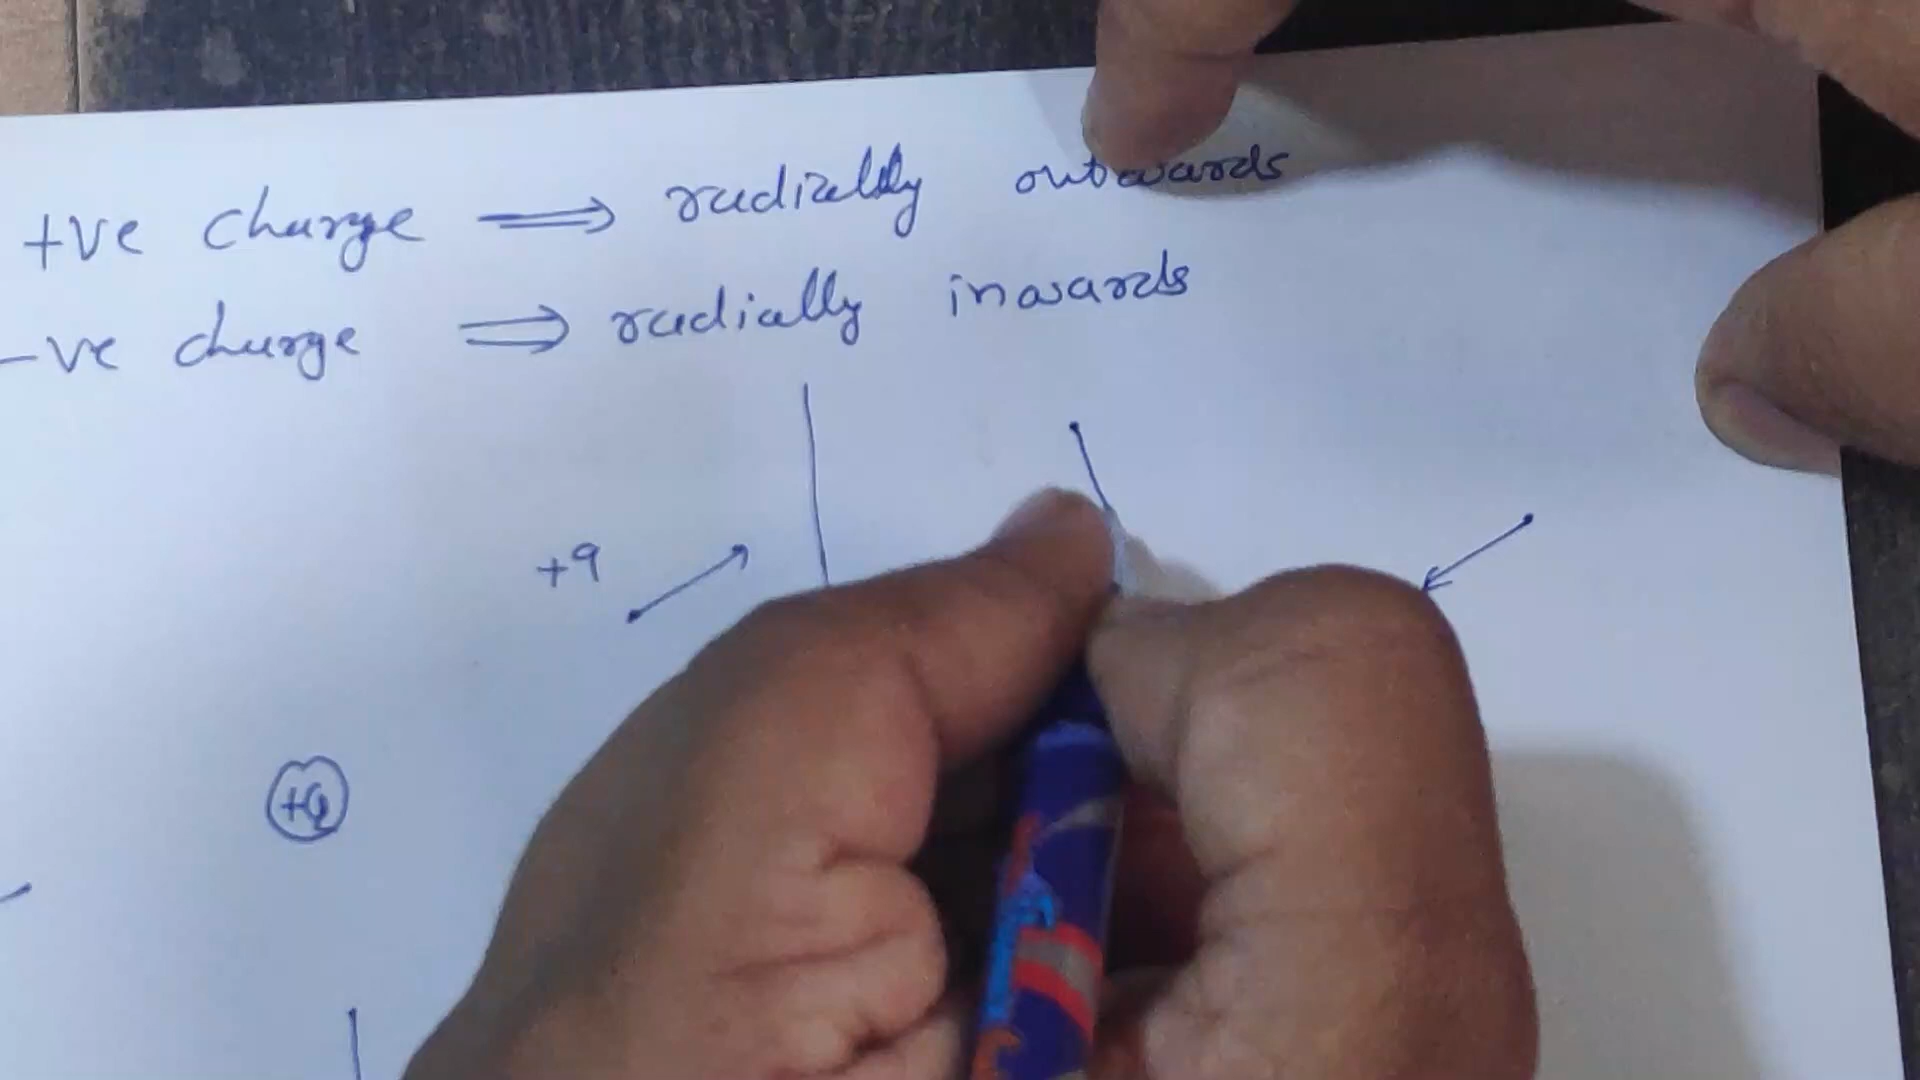 +ve charge ⟹ radially outwards
-ve charge ⟹ radially inwards
+q
+Q